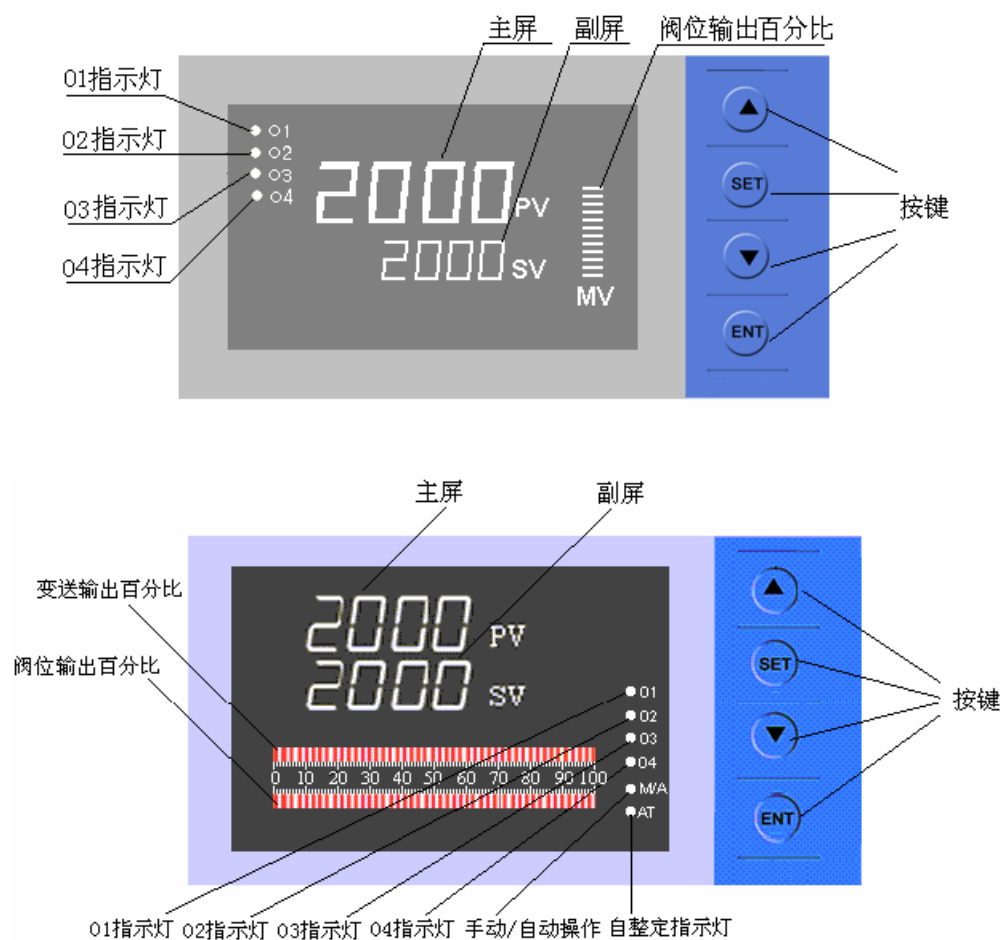 主屏 副屏 阀位输出百分比
01指示灯
02指示灯
03指示灯
04指示灯
01
02
03
04
2000 PV
2000 SV
MV
SET
ENT
按键
主屏 副屏
变送输出百分比
阀位输出百分比
2000 PV
2000 SV
01
02
03
04
M/A
AT
0 10 20 30 40 50 60 70 80 90 100
SET
ENT
按键
01指示灯 02指示灯 03指示灯 04指示灯 手动/自动操作 自整定指示灯